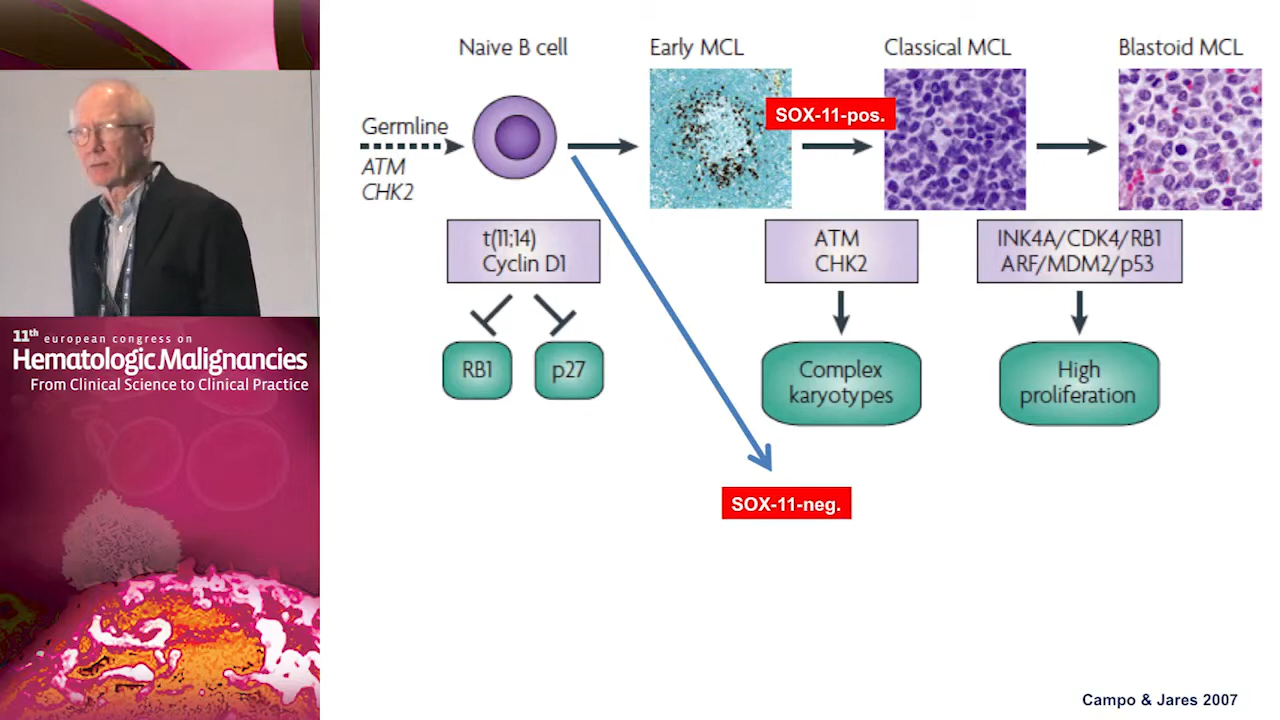 Naive B cell
Early MCL
Classical MCL
Blastoid MCL
SOX-11-pos.
Germline
ATM
CHK2
t(11;14)
Cyclin D1
ATM
CHK2
INK4A/CDK4/RB1
ARF/MDM2/p53
RB1
p27
Complex
karyotypes
High
proliferation
SOX-11-neg.
11th european congress on
Hematologic Malignancies
From Clinical Science to Clinical Practice
Campo & Jares 2007